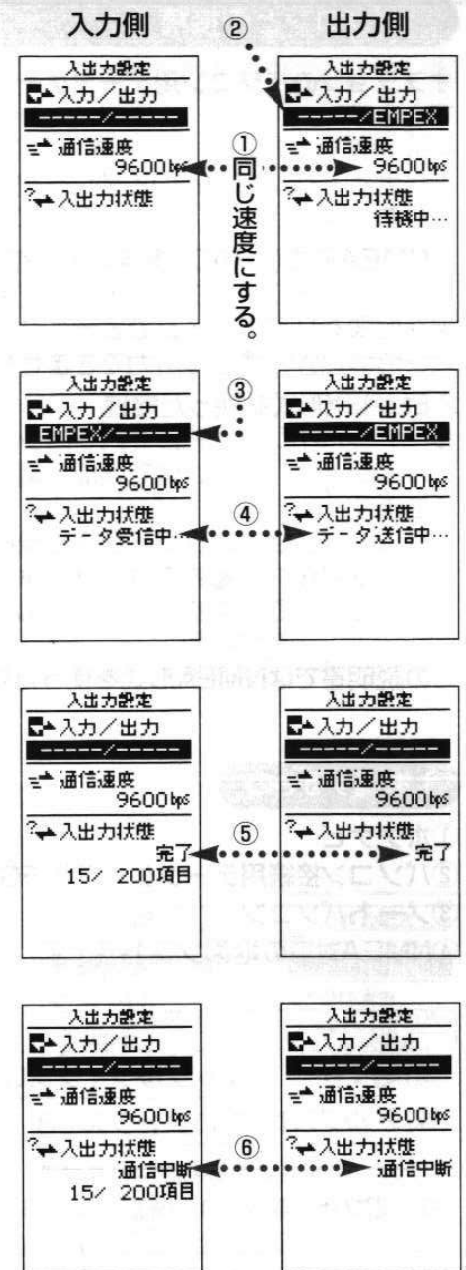 入力側 ② 出力側
入出力設定
入力／出力
-----/-----
通信速度
9600bps
入出力状態
入出力設定
入力／出力
-----/EMPEX
通信速度
9600bps
入出力状態
待機中…
①同じ速度にする。
入出力設定
入力／出力
EMPEX/-----
通信速度
9600bps
入出力状態
データ受信中…
③
④
入出力設定
入力／出力
-----/EMPEX
通信速度
9600bps
入出力状態
データ送信中…
入出力設定
入力／出力
-----/-----
通信速度
9600bps
入出力状態
完了
15/ 200項目
⑤
入出力設定
入力／出力
-----/-----
通信速度
9600bps
入出力状態
完了
入出力設定
入力／出力
-----/-----
通信速度
9600bps
入出力状態
通信中断
15/ 200項目
⑥
入出力設定
入力／出力
-----/-----
通信速度
9600bps
入出力状態
通信中断